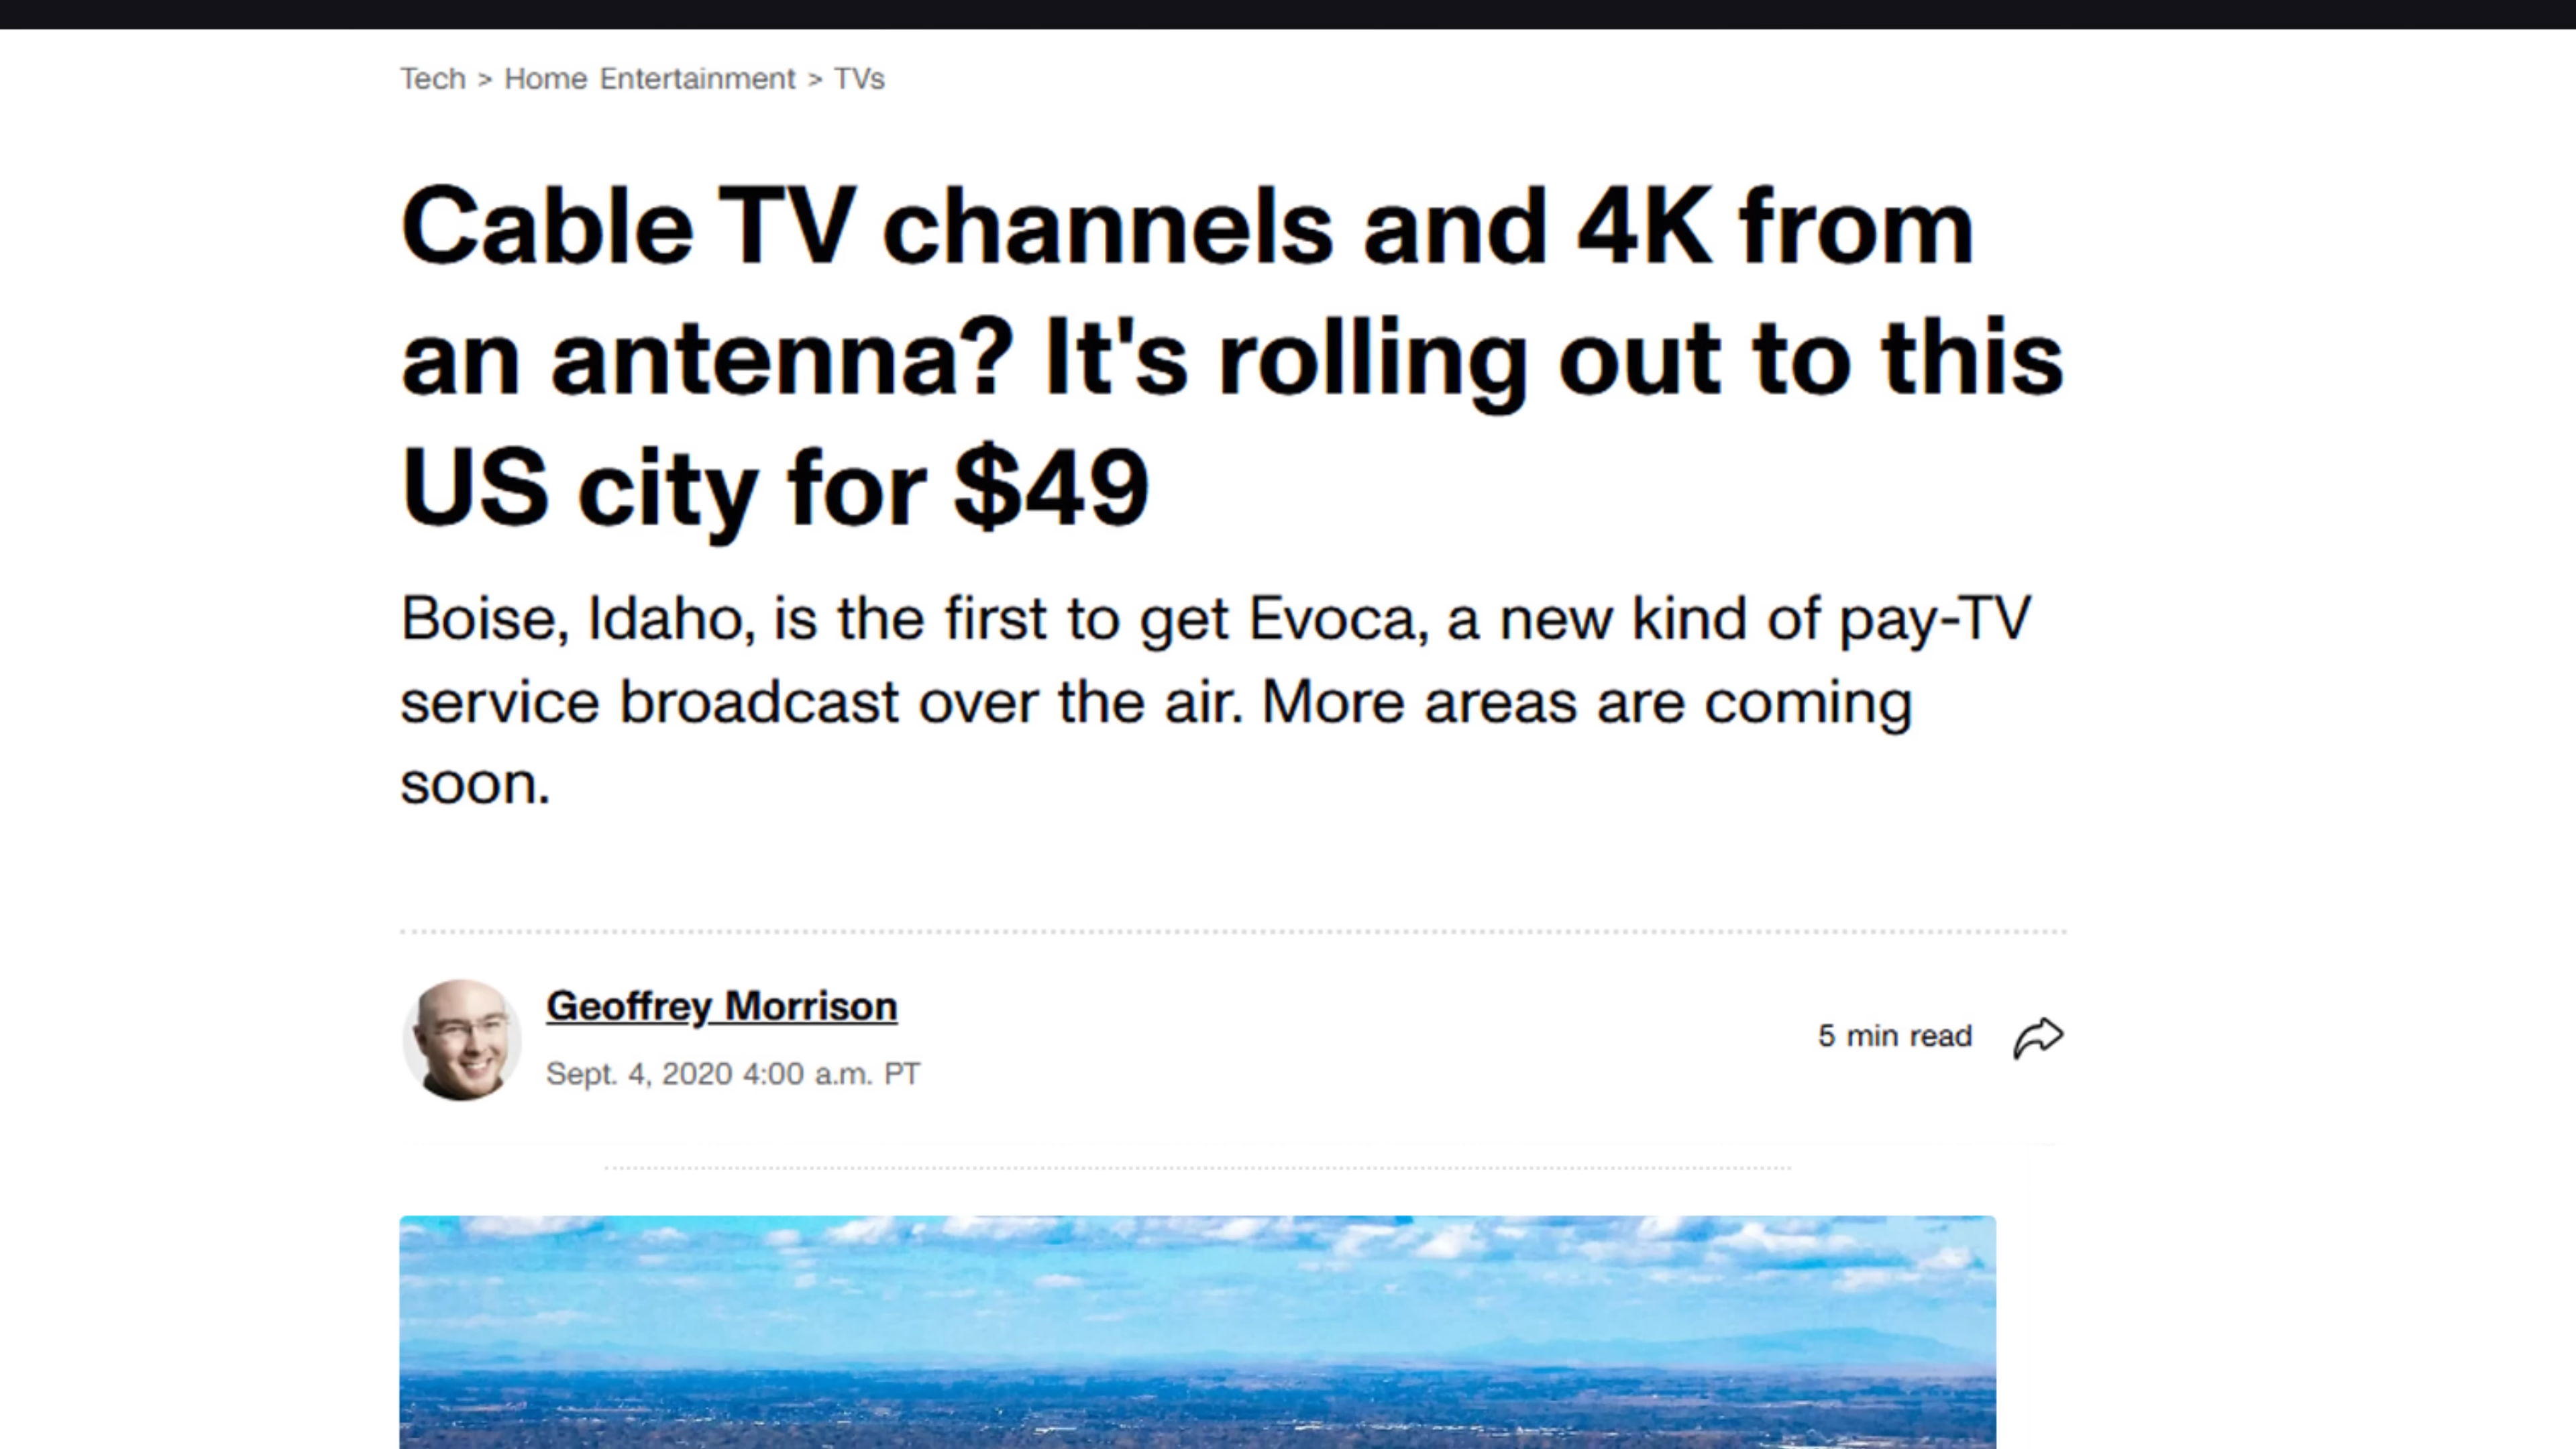 Tech > Home Entertainment > TVs
Cable TV channels and 4K from
an antenna? It's rolling out to this
US city for $49
Boise, Idaho, is the first to get Evoca, a new kind of pay-TV
service broadcast over the air. More areas are coming
soon.
Geoffrey Morrison
5 min read
Sept. 4, 2020 4:00 a.m. PT